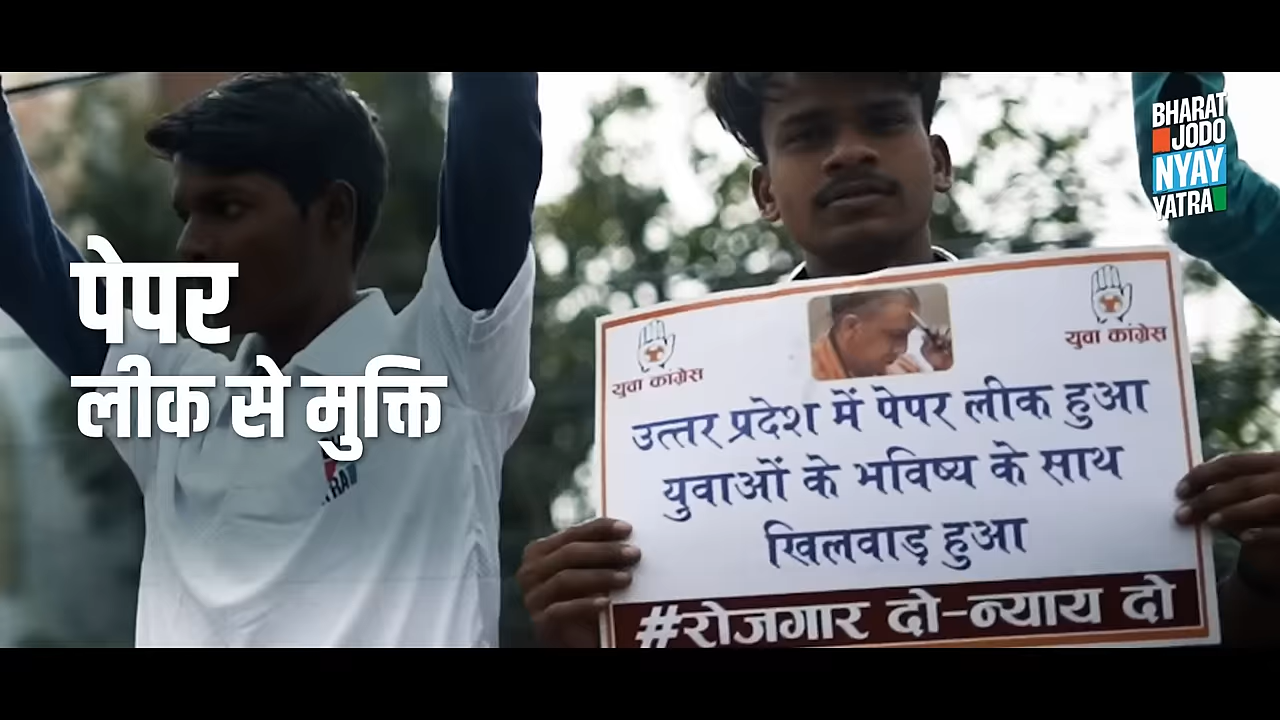 BHARAT
JODO
NYAY
YATRA
पेपर
लीक से मुक्ति
युवा कांग्रेस
युवा कांग्रेस
उत्तर प्रदेश में पेपर लीक हुआ
युवाओं के भविष्य के साथ
खिलवाड़ हुआ
#रोजगार दो-न्याय दो